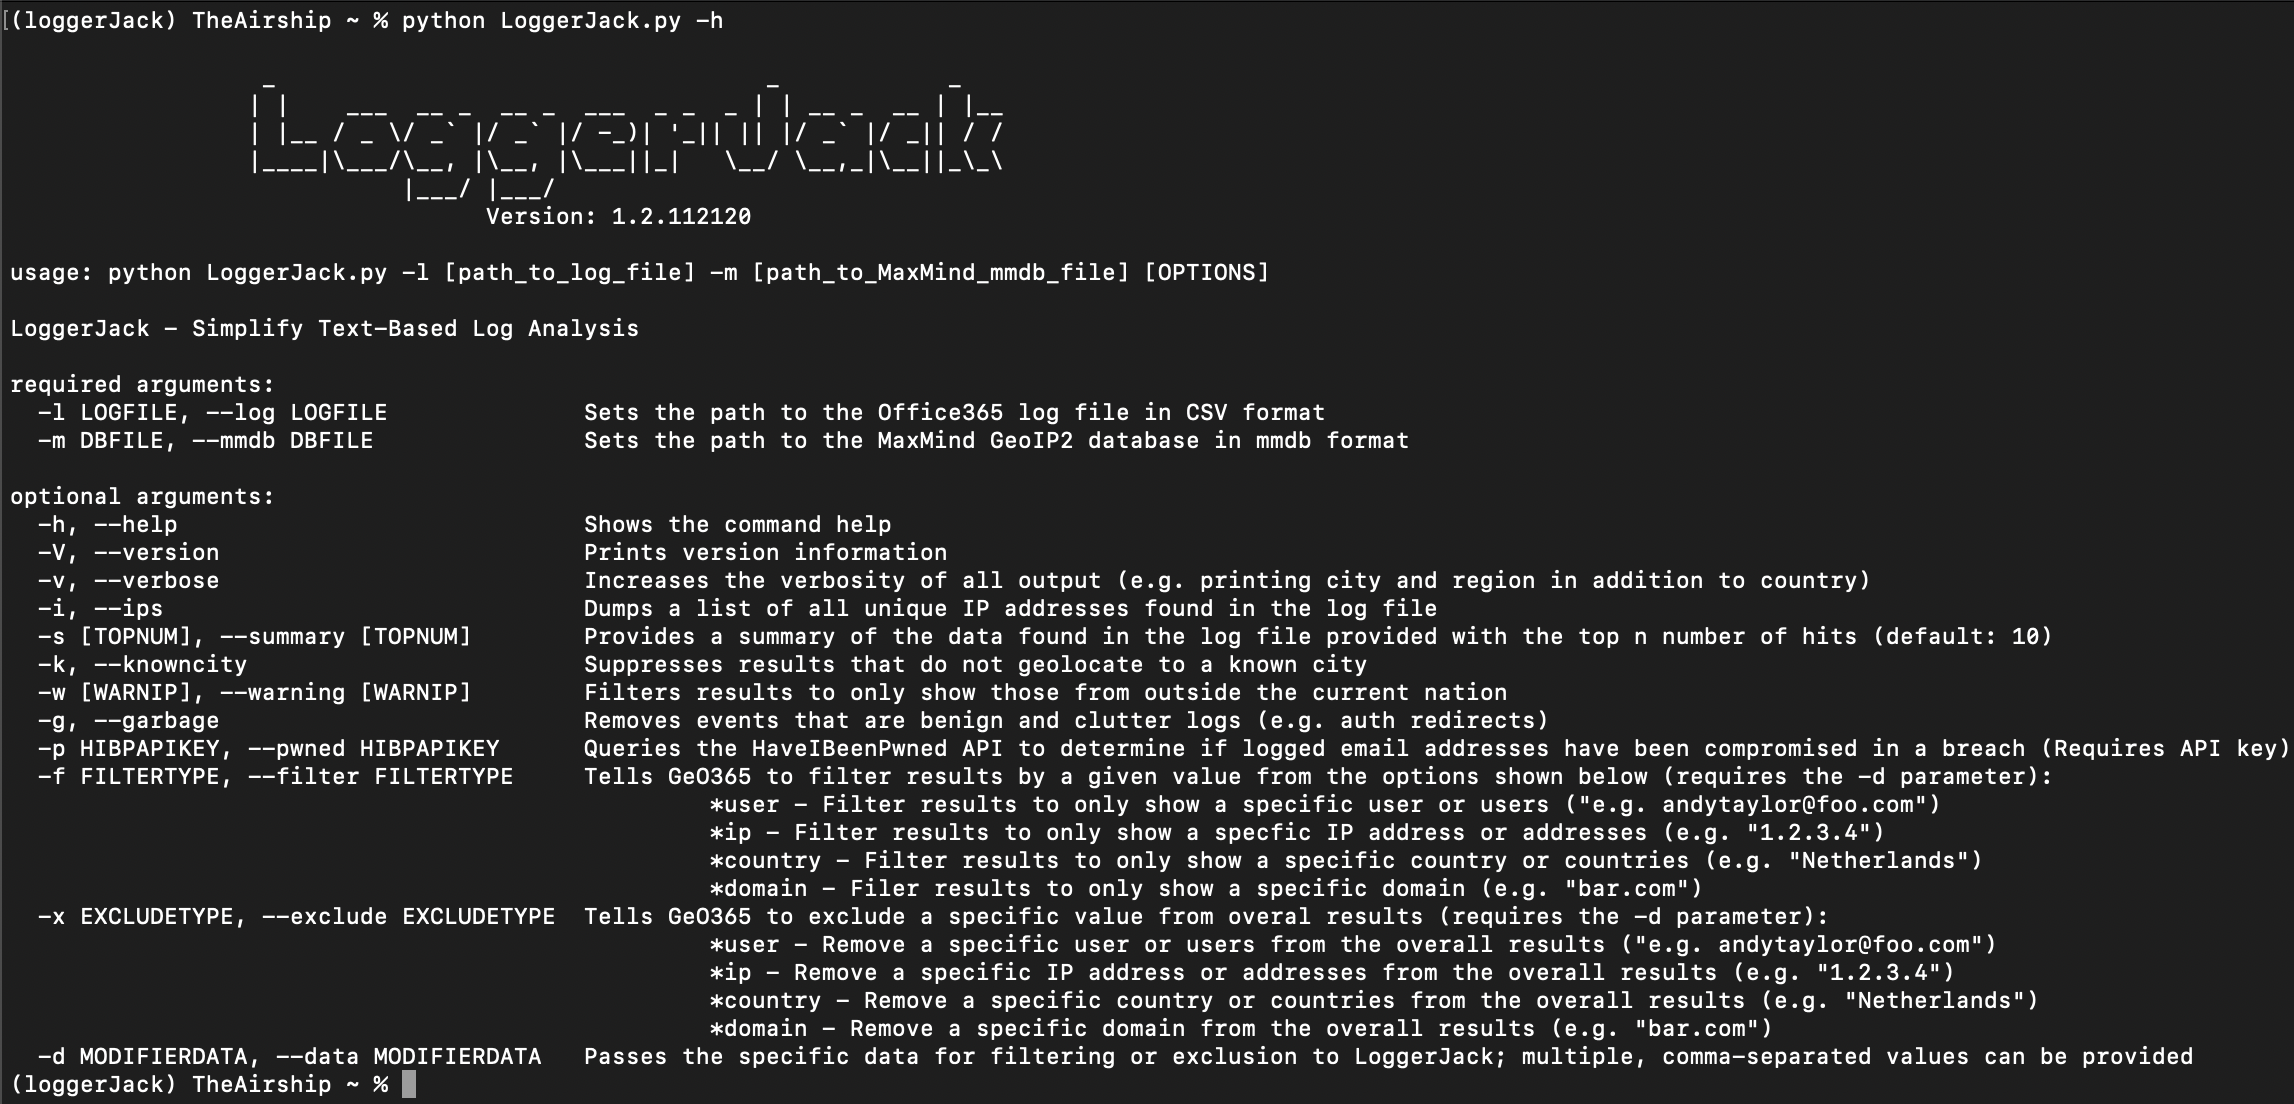 [(loggerJack) TheAirship ~ % python LoggerJack.py -h
LoggerJack
Version: 1.2.112120
usage: python LoggerJack.py -l [path_to_log_file] -m [path_to_MaxMind_mmdb_file] [OPTIONS]
LoggerJack - Simplify Text-Based Log Analysis
required arguments:
-l LOGFILE, --log LOGFILE Sets the path to the Office365 log file in CSV format
-m DBFILE, --mmdb DBFILE Sets the path to the MaxMind GeoIP2 database in mmdb format
optional arguments:
-h, --help Shows the command help
-V, --version Prints version information
-v, --verbose Increases the verbosity of all output (e.g. printing city and region in addition to country)
-i, --ips Dumps a list of all unique IP addresses found in the log file
-s [TOPNUM], --summary [TOPNUM] Provides a summary of the data found in the log file provided with the top n number of hits (default: 10)
-k, --knowncity Suppresses results that do not geolocate to a known city
-w [WARNIP], --warning [WARNIP] Filters results to only show those from outside the current nation
-g, --garbage Removes events that are benign and clutter logs (e.g. auth redirects)
-p HIBPAPIKEY, --pwned HIBPAPIKEY Queries the HaveIBeenPwned API to determine if logged email addresses have been compromised in a breach (Requires API key)
-f FILTERTYPE, --filter FILTERTYPE Tells GeO365 to filter results by a given value from the options shown below (requires the -d parameter):
*user - Filter results to only show a specific user or users ("e.g. andytaylor@foo.com")
*ip - Filter results to only show a specfic IP address or addresses (e.g. "1.2.3.4")
*country - Filter results to only show a specific country or countries (e.g. "Netherlands")
*domain - Filer results to only show a specific domain (e.g. "bar.com")
-x EXCLUDETYPE, --exclude EXCLUDETYPE Tells GeO365 to exclude a specific value from overal results (requires the -d parameter):
*user - Remove a specific user or users from the overall results ("e.g. andytaylor@foo.com")
*ip - Remove a specific IP address or addresses from the overall results (e.g. "1.2.3.4")
*country - Remove a specific country or countries from the overall results (e.g. "Netherlands")
*domain - Remove a specific domain from the overall results (e.g. "bar.com")
-d MODIFIERDATA, --data MODIFIERDATA Passes the specific data for filtering or exclusion to LoggerJack; multiple, comma-separated values can be provided
(loggerJack) TheAirship ~ %